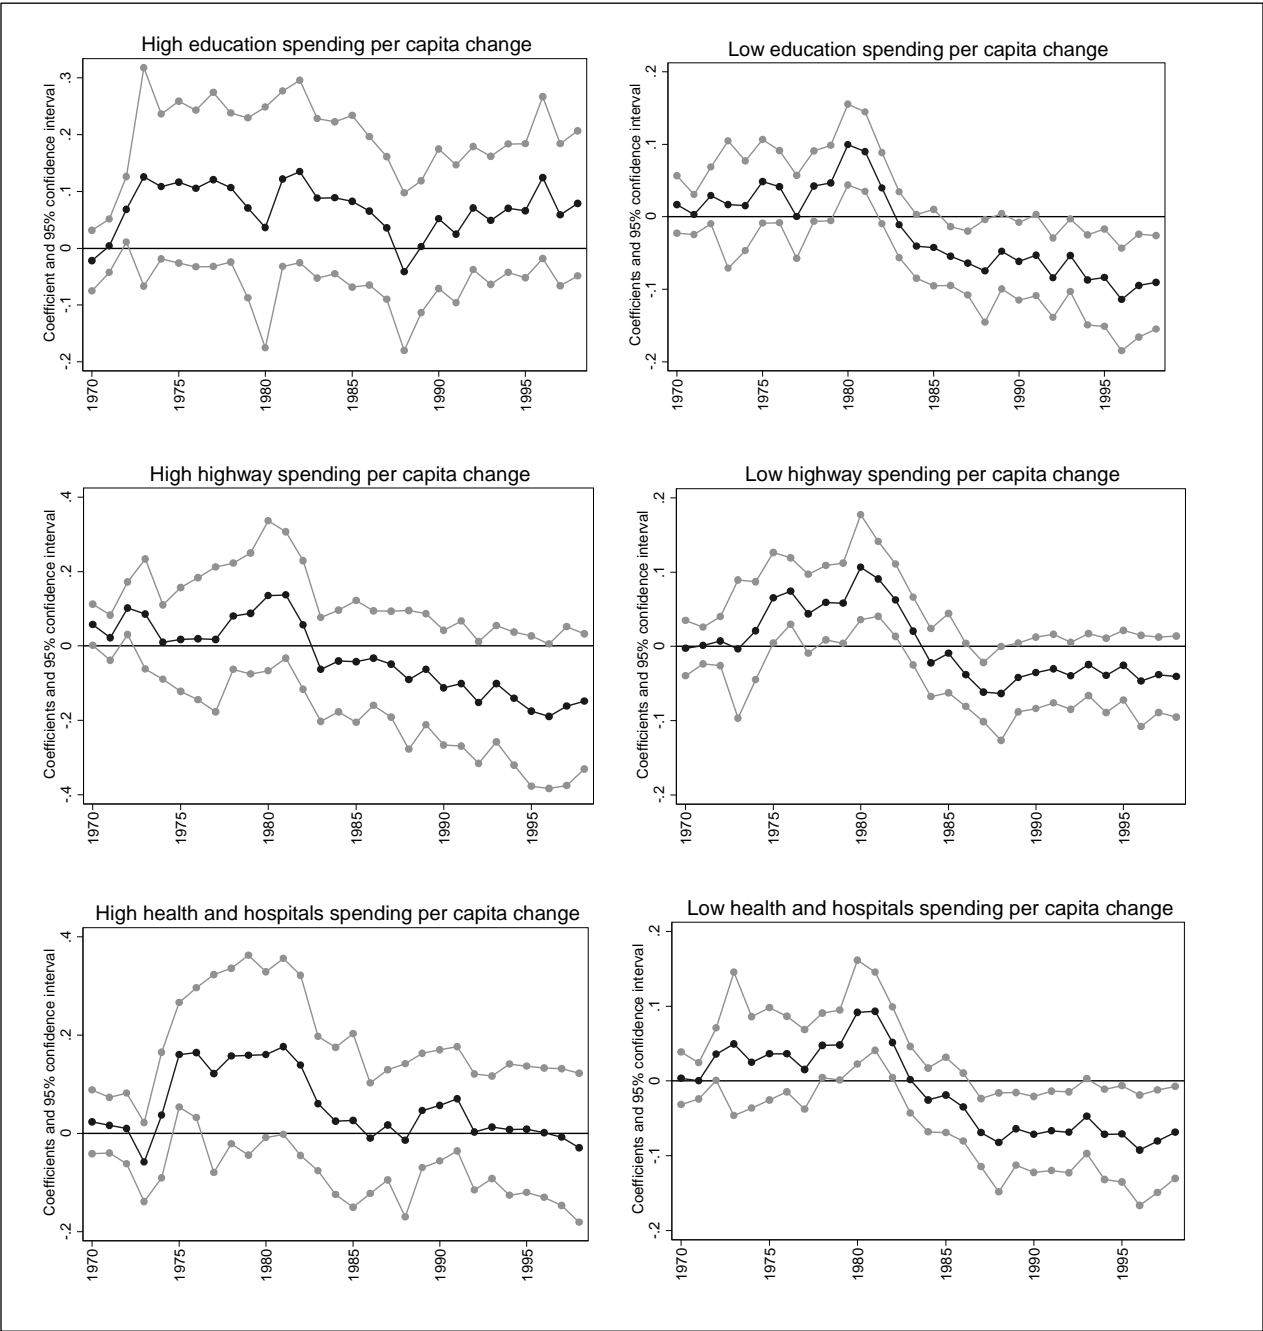 High education spending per capita change
Coefficients and 95% confidence interval
.3
.2
.1
0
-.1
-.2
1970 1975 1980 1985 1990 1995
Low education spending per capita change
Coefficients and 95% confidence interval
.2
.1
0
-.1
-.2
1970 1975 1980 1985 1990 1995
High highway spending per capita change
Coefficients and 95% confidence interval
.4
.2
0
-.2
-.4
1970 1975 1980 1985 1990 1995
Low highway spending per capita change
Coefficients and 95% confidence interval
.2
.1
0
-.1
-.2
1970 1975 1980 1985 1990 1995
High health and hospitals spending per capita change
Coefficients and 95% confidence interval
.4
.2
0
-.2
1970 1975 1980 1985 1990 1995
Low health and hospitals spending per capita change
Coefficients and 95% confidence interval
.2
.1
0
-.1
-.2
1970 1975 1980 1985 1990 1995